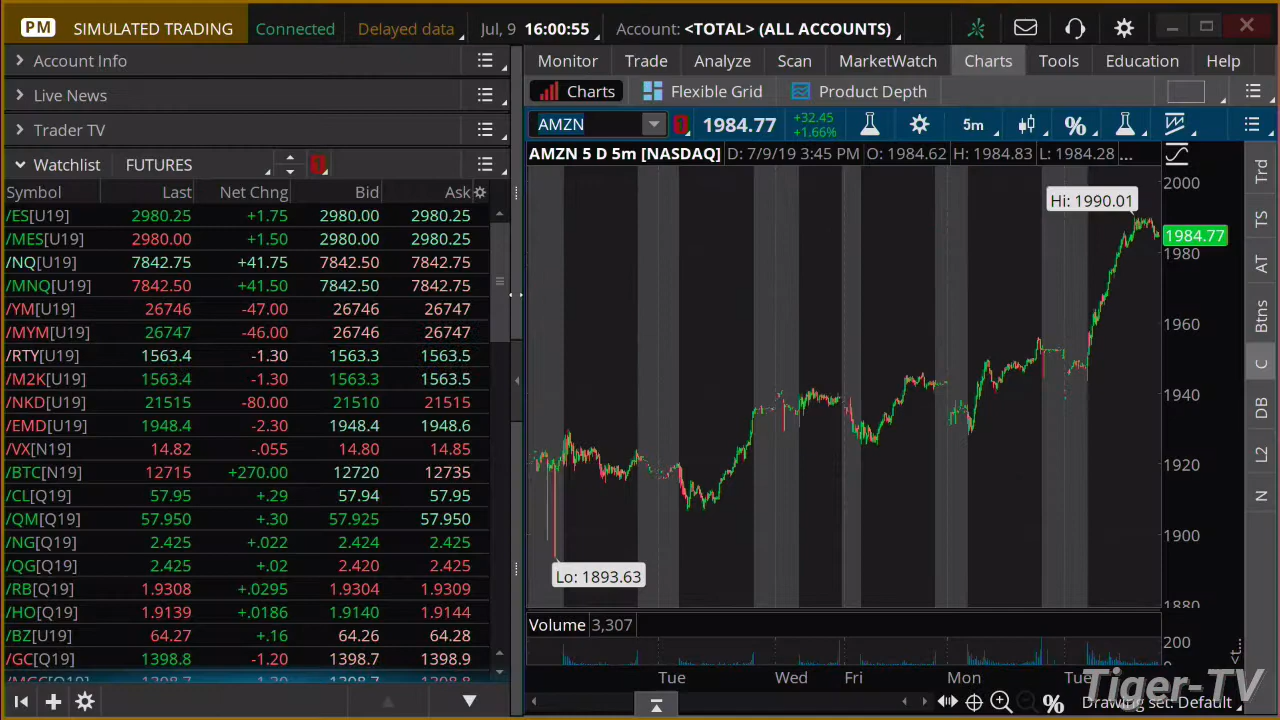 PM SIMULATED TRADING Connected Delayed data Jul, 9 16:00:55 Account: <TOTAL> (ALL ACCOUNTS)
Account Info
Live News
Trader TV
Watchlist FUTURES
Symbol Last Net Chng Bid Ask
/ES[U19] 2980.25 +1.75 2980.00 2980.25
/MES[U19] 2980.00 +1.50 2980.00 2980.25
/NQ[U19] 7842.75 +41.75 7842.50 7842.75
/MNQ[U19] 7842.50 +41.50 7842.50 7842.75
/YM[U19] 26746 -47.00 26746 26747
/MYM[U19] 26747 -46.00 26746 26747
/RTY[U19] 1563.4 -1.30 1563.3 1563.5
/M2K[U19] 1563.4 -1.30 1563.3 1563.5
/NKD[U19] 21515 -80.00 21510 21515
/EMD[U19] 1948.4 -2.30 1948.4 1948.6
/VX[N19] 14.82 -.055 14.80 14.85
/BTC[N19] 12715 +270.00 12720 12735
/CL[Q19] 57.95 +.29 57.94 57.95
/QM[Q19] 57.950 +.30 57.925 57.950
/NG[Q19] 2.425 +.022 2.424 2.425
/QG[Q19] 2.425 +.02 2.420 2.425
/RB[Q19] 1.9308 +.0295 1.9304 1.9309
/HO[Q19] 1.9139 +.0186 1.9140 1.9144
/BZ[U19] 64.27 +.16 64.26 64.28
/GC[Q19] 1398.8 -1.20 1398.7 1398.9
Monitor Trade Analyze Scan MarketWatch Charts Tools Education Help
Charts Flexible Grid Product Depth
AMZN 1 1984.77 +32.45 +1.66% 5m %
AMZN 5 D 5m [NASDAQ] D: 7/9/19 3:45 PM O: 1984.62 H: 1984.83 L: 1984.28 ...
2000
Hi: 1990.01
1984.77
1980
1960
1940
1920
1900
Lo: 1893.63
1880
Volume 3,307
200
0
Tue Wed Fri Mon Tue
Drawing set: Default
Trd
TS
AT
Btns
C
DB
L2
N
Tiger-TV